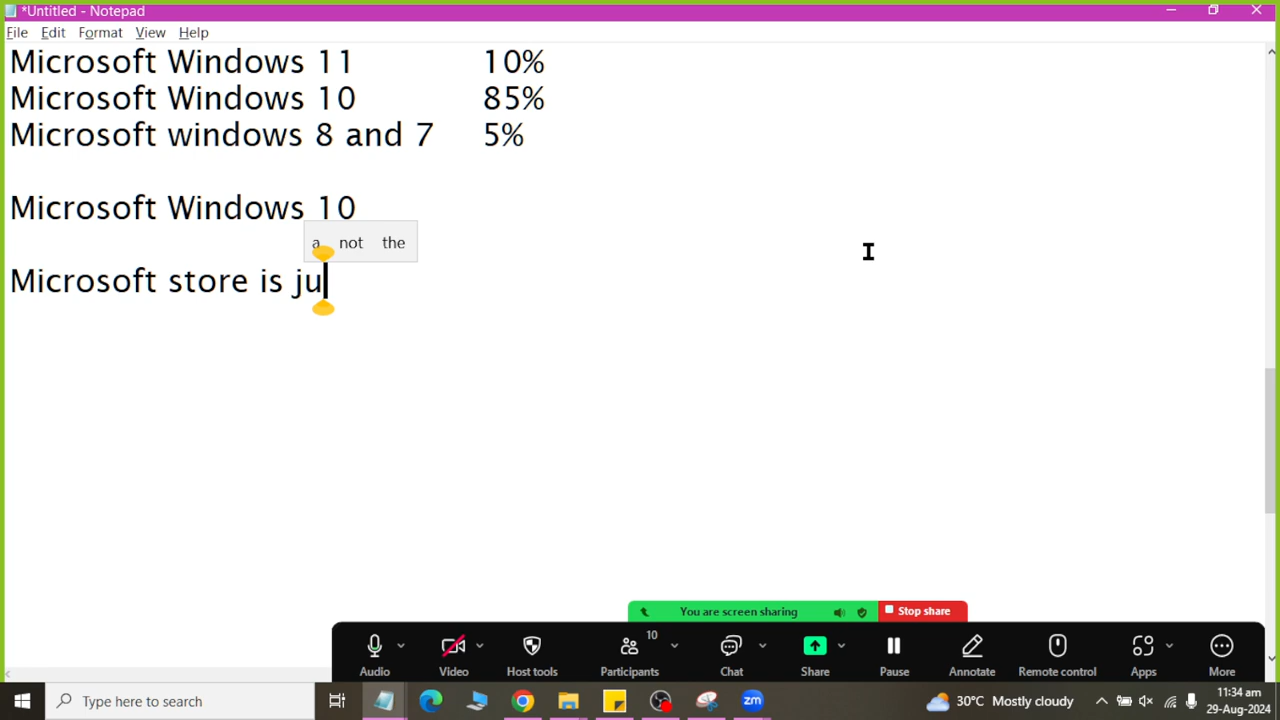 *Untitled - Notepad
File Edit Format View Help
Microsoft Windows 11 10%
Microsoft Windows 10 85%
Microsoft windows 8 and 7 5%
Microsoft Windows 10
a not the
Microsoft store is ju
You are screen sharing Stop share
10
Audio Video Host tools Participants Chat Share Pause Annotate Remote control Apps More
Type here to search
30°C Mostly cloudy
zm
11:34 am
29-Aug-2024